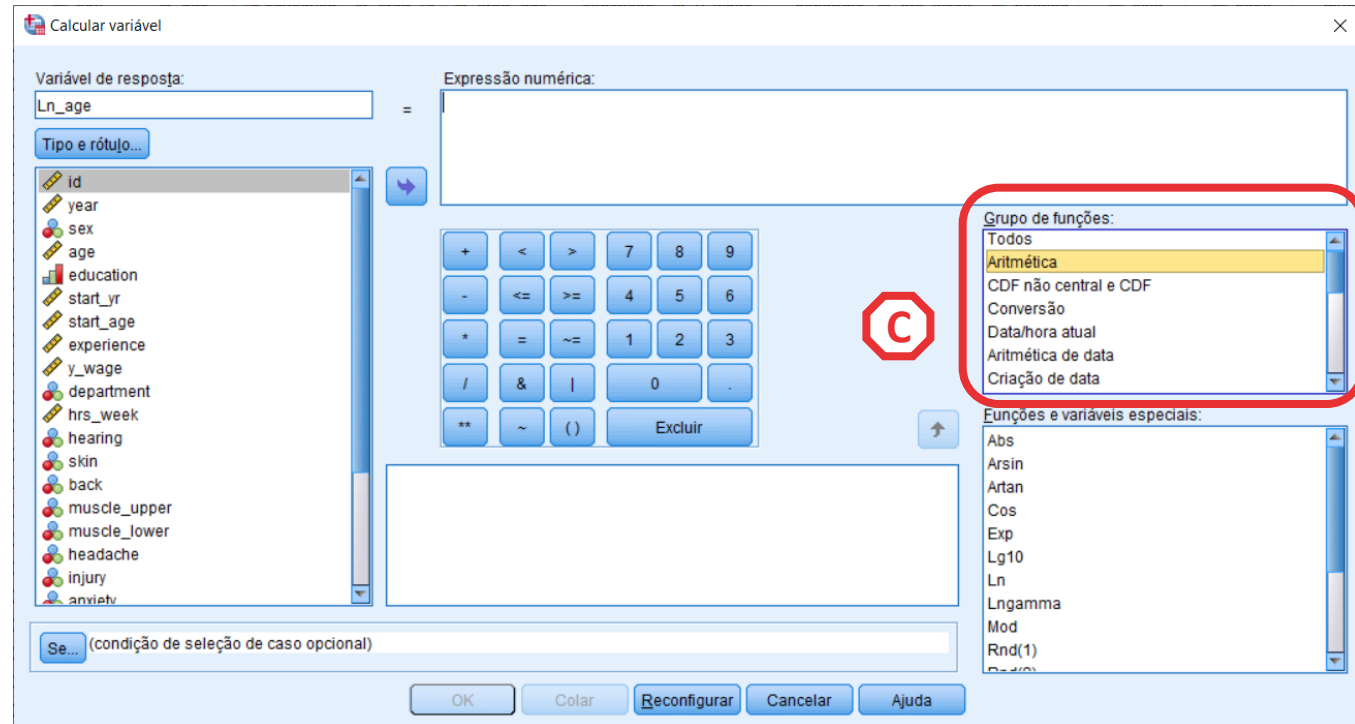 Calcular variável
Variável de resposta:
Ln_age
=
Tipo e rótulo...
id
year
sex
age
education
start_yr
start_age
experience
y_wage
department
hrs_week
hearing
skin
back
muscle_upper
muscle_lower
headache
injury
anxiety
Expressão numérica:
+ < > 7 8 9
- <= >= 4 5 6
* = ~= 1 2 3
/ & | 0 .
** ~ ( ) Excluir
C
Grupo de funções:
Todos
Aritmética
CDF não central e CDF
Conversão
Data/hora atual
Aritmética de data
Criação de data
Funções e variáveis especiais:
Abs
Arsin
Artan
Cos
Exp
Lg10
Ln
Lngamma
Mod
Rnd(1)
Rnd(2)
Se... (condição de seleção de caso opcional)
OK Colar Reconfigurar Cancelar Ajuda